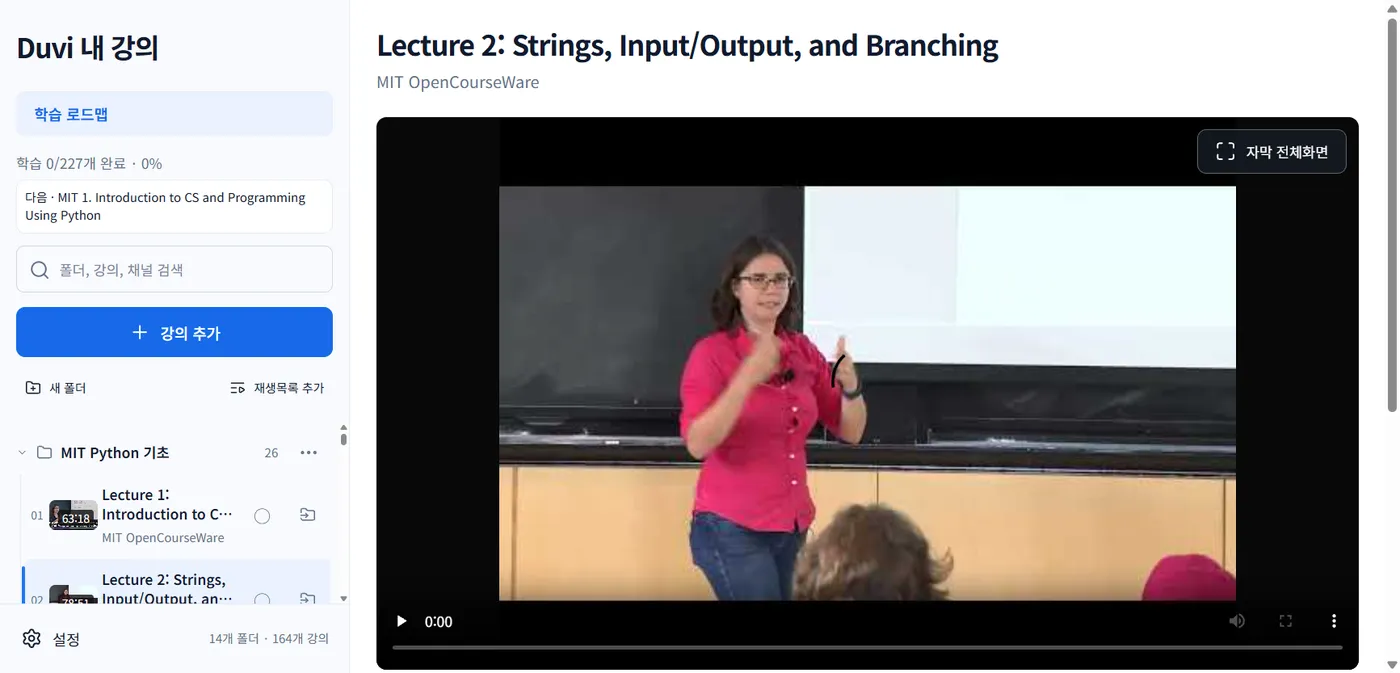 Duvi 내 강의
학습 로드맵
학습 0/227개 완료 · 0%
다음 · MIT 1. Introduction to CS and Programming
Using Python
폴더, 강의, 채널 검색
강의 추가
새 폴더
재생목록 추가
MIT Python 기초
26
01
63:18
Lecture 1:
Introduction to C…
MIT OpenCourseWare
02
Lecture 2: Strings,
Input/Output, an…
설정
14개 폴더 · 164개 강의
Lecture 2: Strings, Input/Output, and Branching
MIT OpenCourseWare
자막 전체화면
0:00